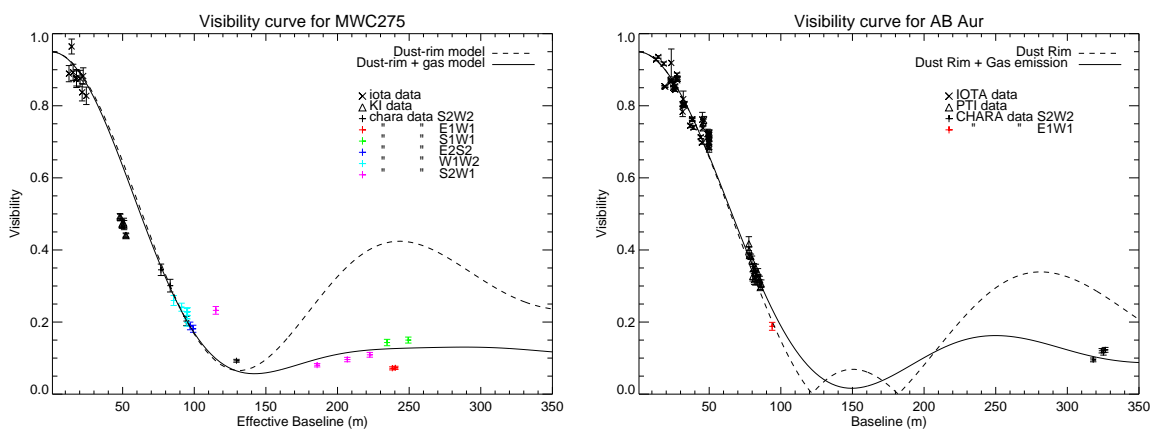 Visibility curve for MWC275
Visibility
1.0
0.8
0.6
0.4
0.2
0.0
Dust-rim model
Dust-rim + gas model
iota data
KI data
chara data S2W2
" " E1W1
" " S1W1
" " E2S2
" " W1W2
" " S2W1
50 100 150 200 250 300 350
Effective Baseline (m)
Visibility curve for AB Aur
Visibility
1.0
0.8
0.6
0.4
0.2
0.0
Dust Rim
Dust Rim + Gas emission
IOTA data
PTI data
CHARA data S2W2
" " E1W1
50 100 150 200 250 300 350
Baseline (m)